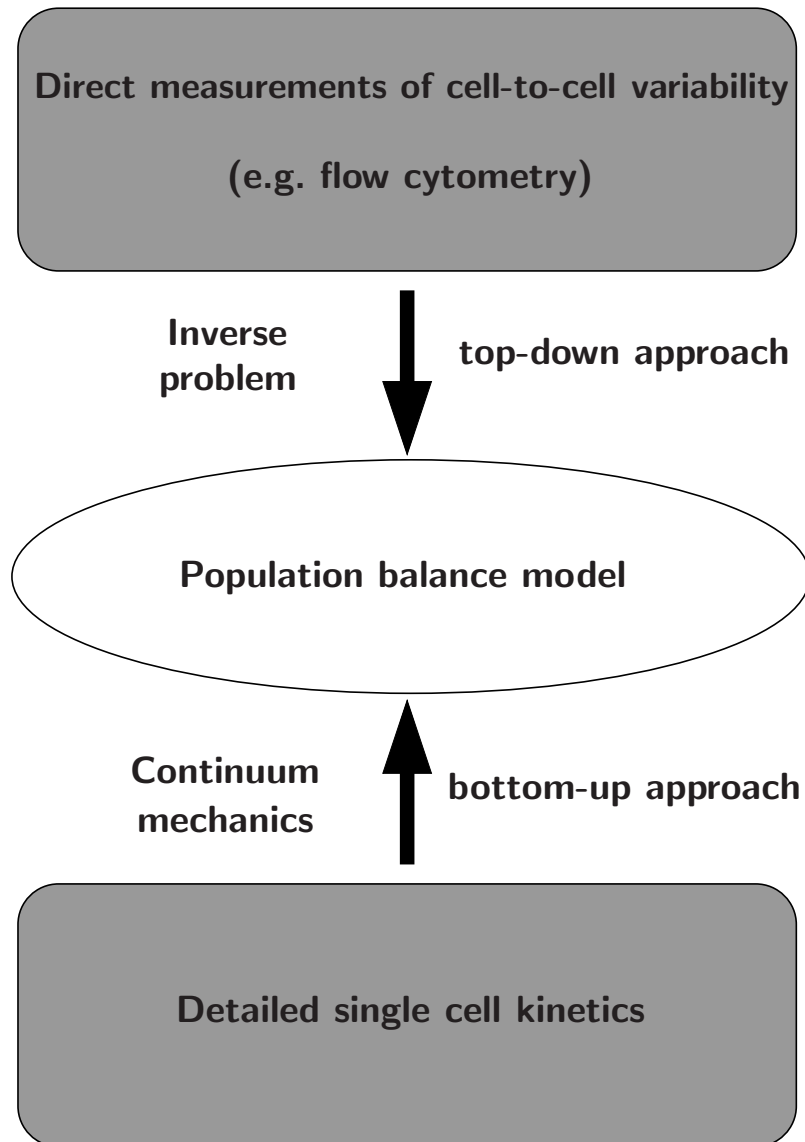 Direct measurements of cell-to-cell variability
(e.g. flow cytometry)
Inverse
problem
top-down approach
Population balance model
Continuum
mechanics
bottom-up approach
Detailed single cell kinetics